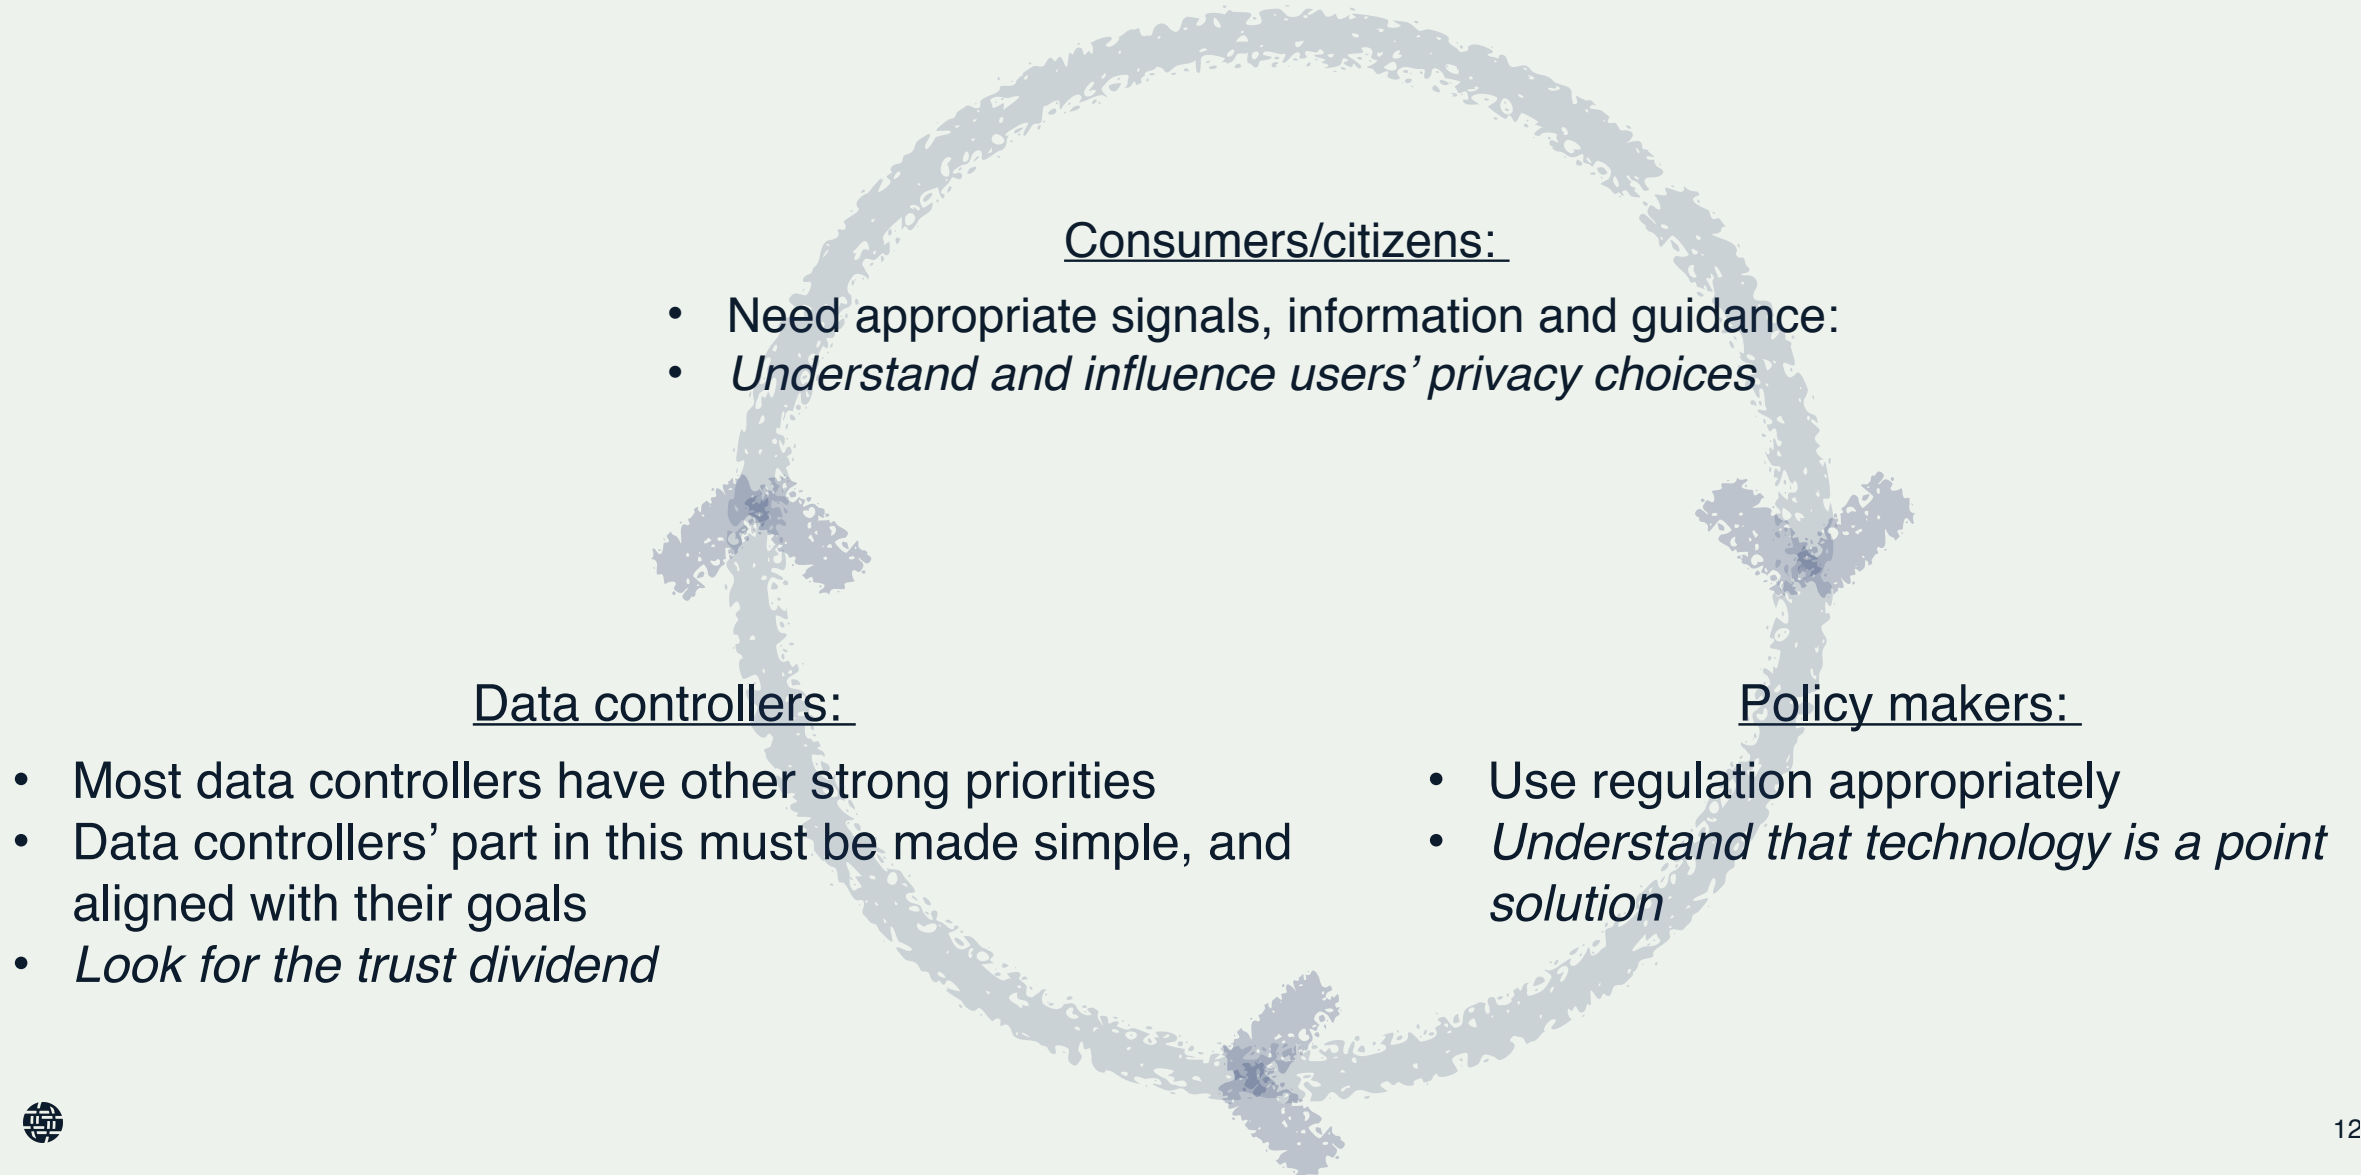 Consumers/citizens:
• Need appropriate signals, information and guidance:
• Understand and influence users’ privacy choices
Data controllers:
• Most data controllers have other strong priorities
• Data controllers’ part in this must be made simple, and
aligned with their goals
• Look for the trust dividend
Policy makers:
• Use regulation appropriately
• Understand that technology is a point
solution
12